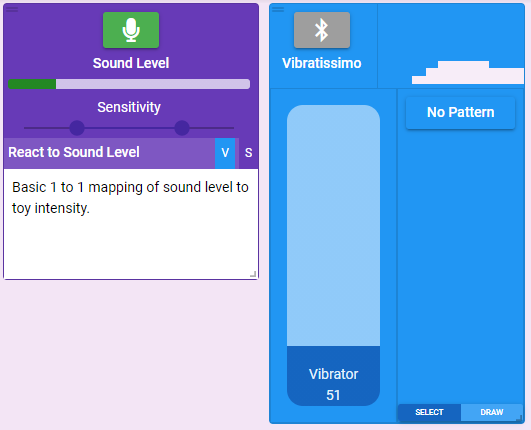 Sound Level
Sensitivity
React to Sound Level
V
S
Basic 1 to 1 mapping of sound level to
toy intensity.
Vibratissimo
No Pattern
Vibrator
51
SELECT
DRAW